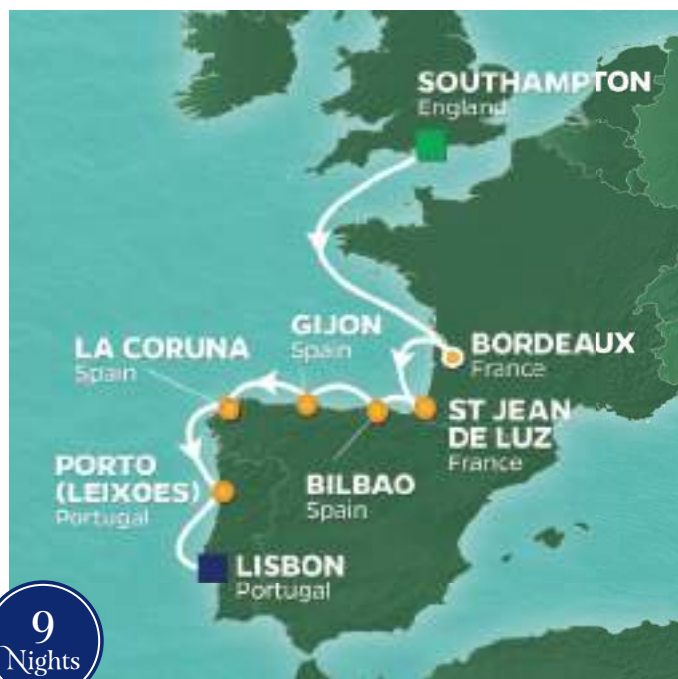 SOUTHAMPTON
England
GIJON
Spain
LA CORUNA
Spain
BORDEAUX
France
ST JEAN
DE LUZ
France
PORTO
(LEIXOES)
Portugal
BILBAO
Spain
LISBON
Portugal
9
Nights